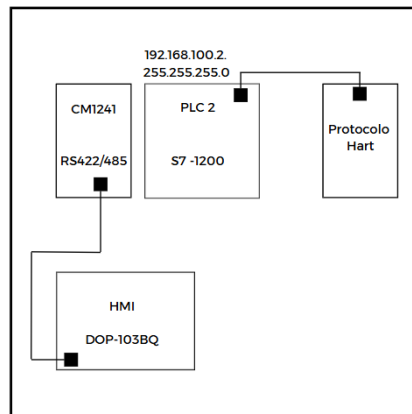 192.168.100.2.
255.255.255.0
CM1241
RS422/485
PLC 2
S7 -1200
Protocolo
Hart
HMI
DOP-103BQ